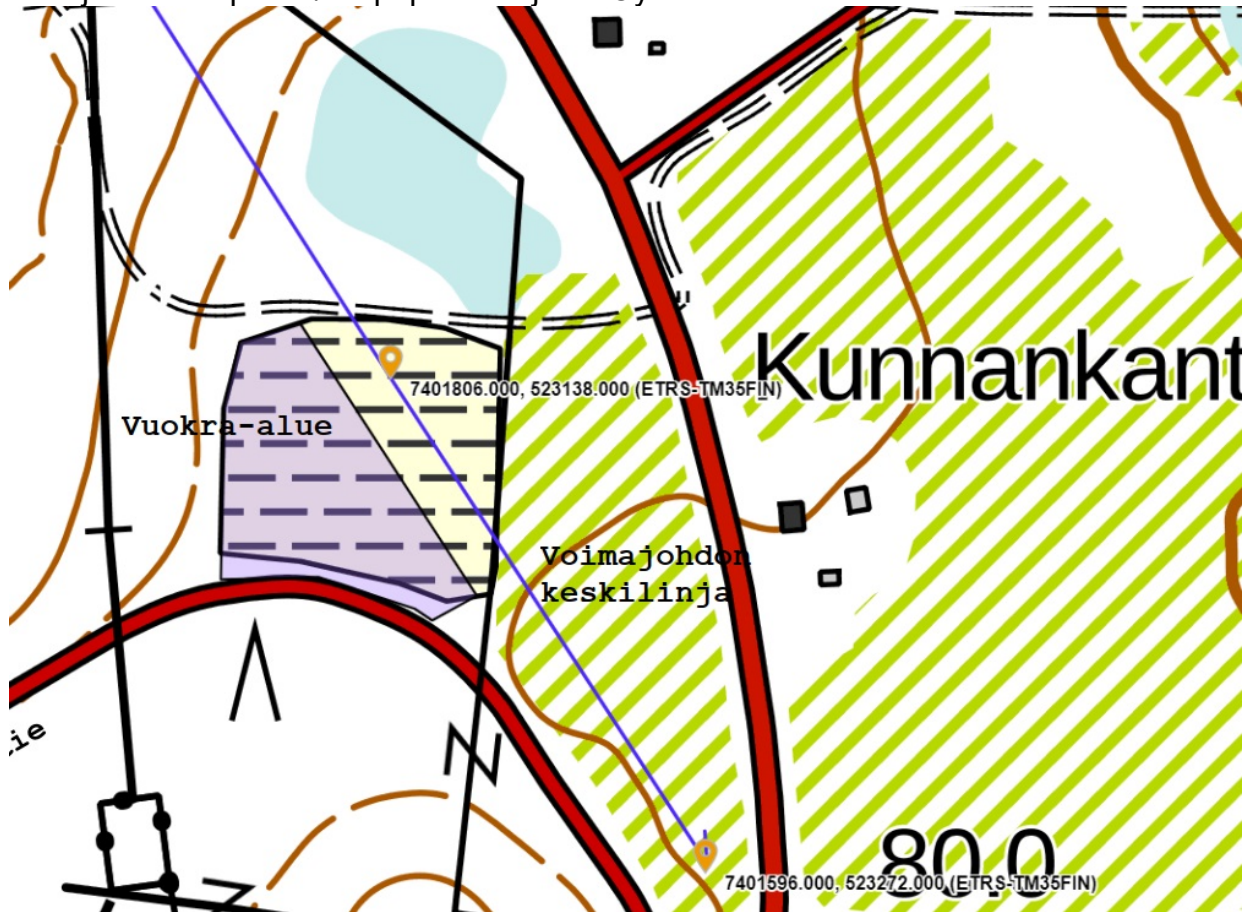 7401806.000, 523138.000 (ETRS-TM35FIN)
Kunnankant
Vuokra-alue
Voimajohdon
keskilinja
ie
80.0
7401596.000, 523272.000 (ETRS-TM35FIN)